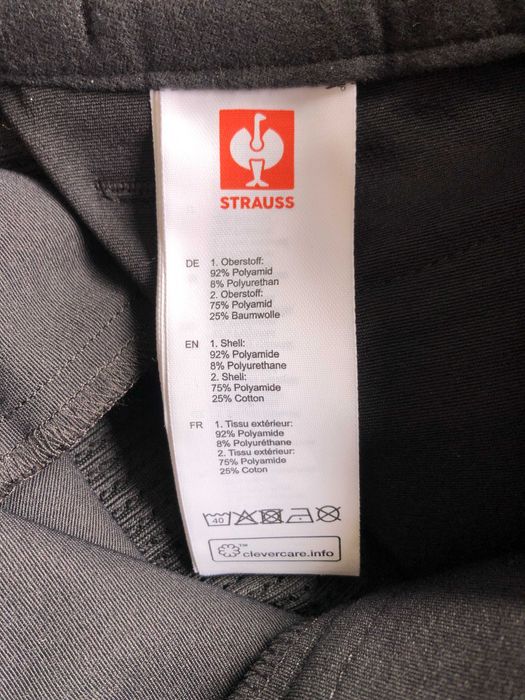 STRAUSS
DE 1. Oberstoff:
92% Polyamid
8% Polyurethan
2. Oberstoff:
75% Polyamid
25% Baumwolle
EN 1. Shell:
92% Polyamide
8% Polyurethane
2. Shell:
75% Polyamide
25% Cotton
FR 1. Tissu extérieur:
92% Polyamide
8% Polyuréthane
2. Tissu extérieur:
75% Polyamide
25% Coton
40
™ clevercare.info